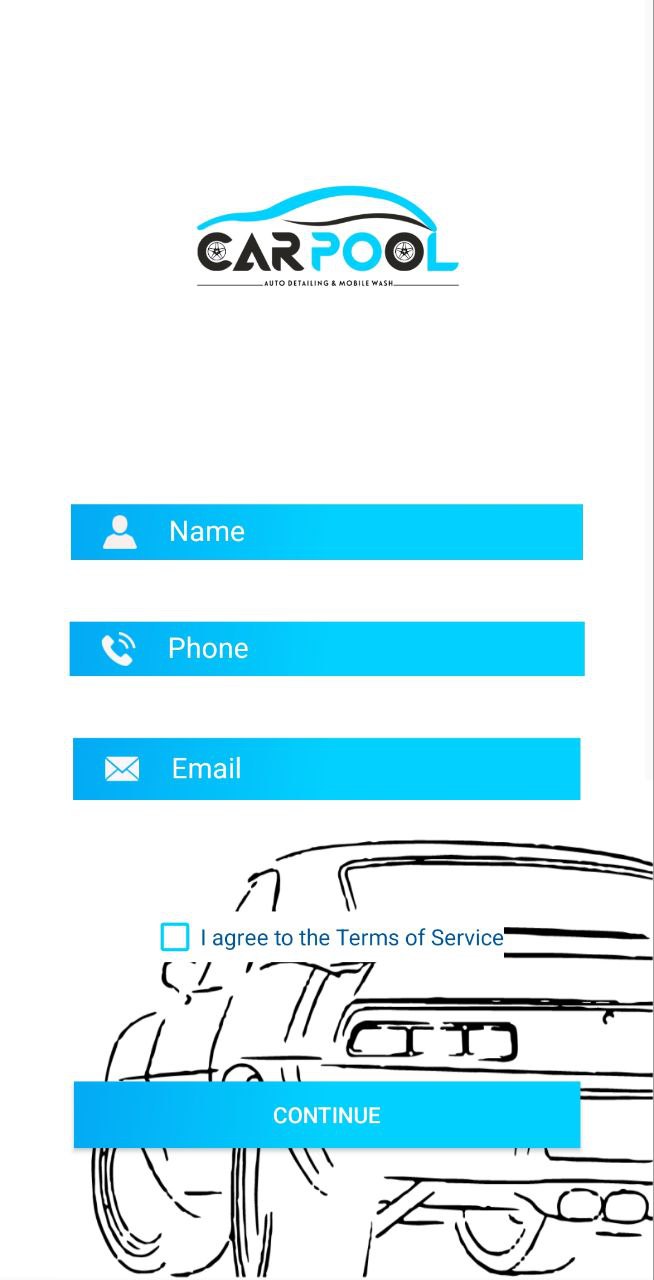 CARPOOL
AUTO DETAILING & MOBILE WASH
Name
Phone
Email
I agree to the Terms of Service
CONTINUE